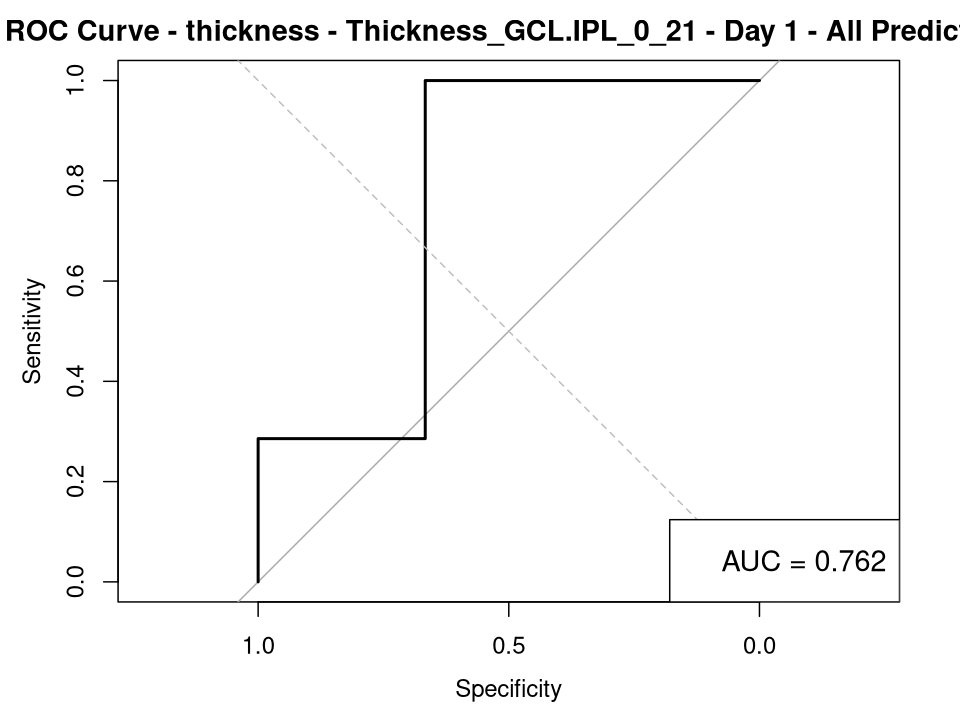 ROC Curve - thickness - Thickness_GCL.IPL_0_21 - Day 1 - All Predic
1.0
0.8
0.6
0.4
0.2
0.0
Sensitivity
AUC = 0.762
1.0 0.5 0.0
Specificity